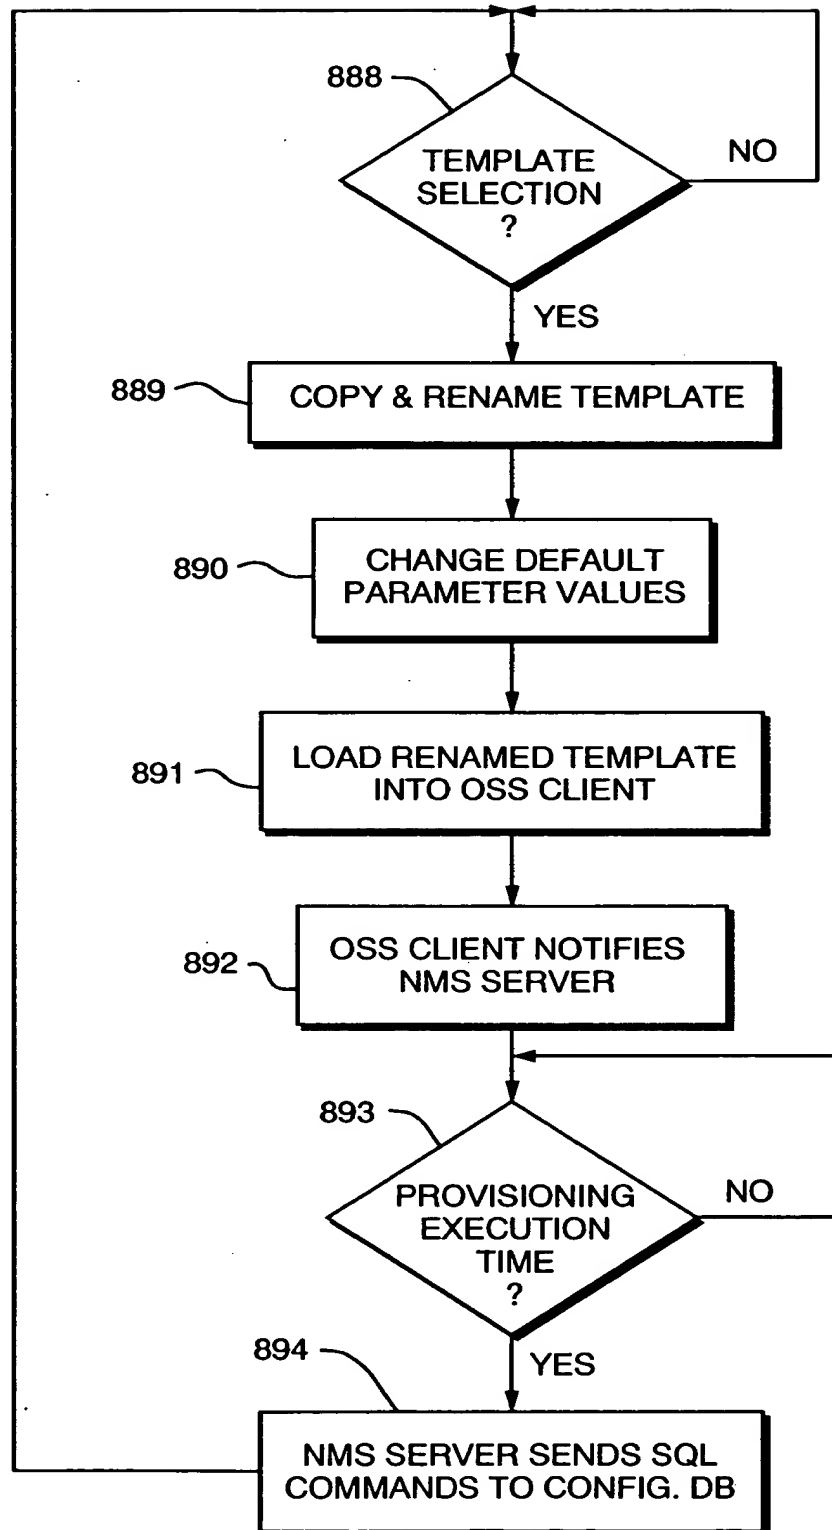 888
TEMPLATE
SELECTION
?
NO
YES
889
COPY & RENAME TEMPLATE
890
CHANGE DEFAULT
PARAMETER VALUES
891
LOAD RENAMED TEMPLATE
INTO OSS CLIENT
892
OSS CLIENT NOTIFIES
NMS SERVER
893
PROVISIONING
EXECUTION
TIME
?
NO
YES
894
NMS SERVER SENDS SQL
COMMANDS TO CONFIG. DB